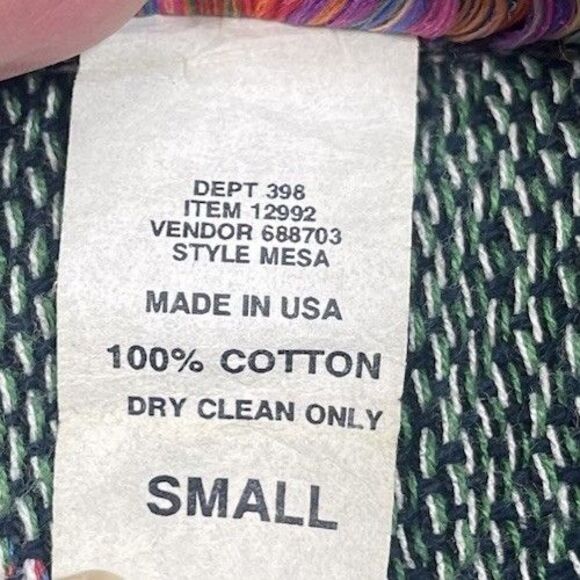 DEPT 398
ITEM 12992
VENDOR 688703
STYLE MESA
MADE IN USA
100% COTTON
DRY CLEAN ONLY
SMALL